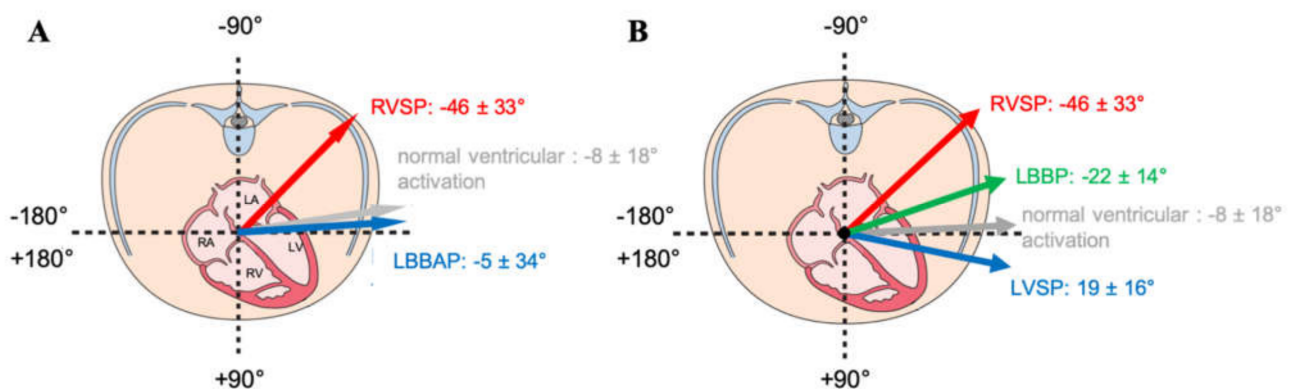 A
-90°
RVSP: -46 ± 33°
normal ventricular : -8 ± 18°
activation
LA
-180°
+180°
RA
LV
RV
LBBAP: -5 ± 34°
+90°
B
-90°
RVSP: -46 ± 33°
LBBP: -22 ± 14°
-180°
+180°
normal ventricular : -8 ± 18°
activation
LVSP: 19 ± 16°
+90°